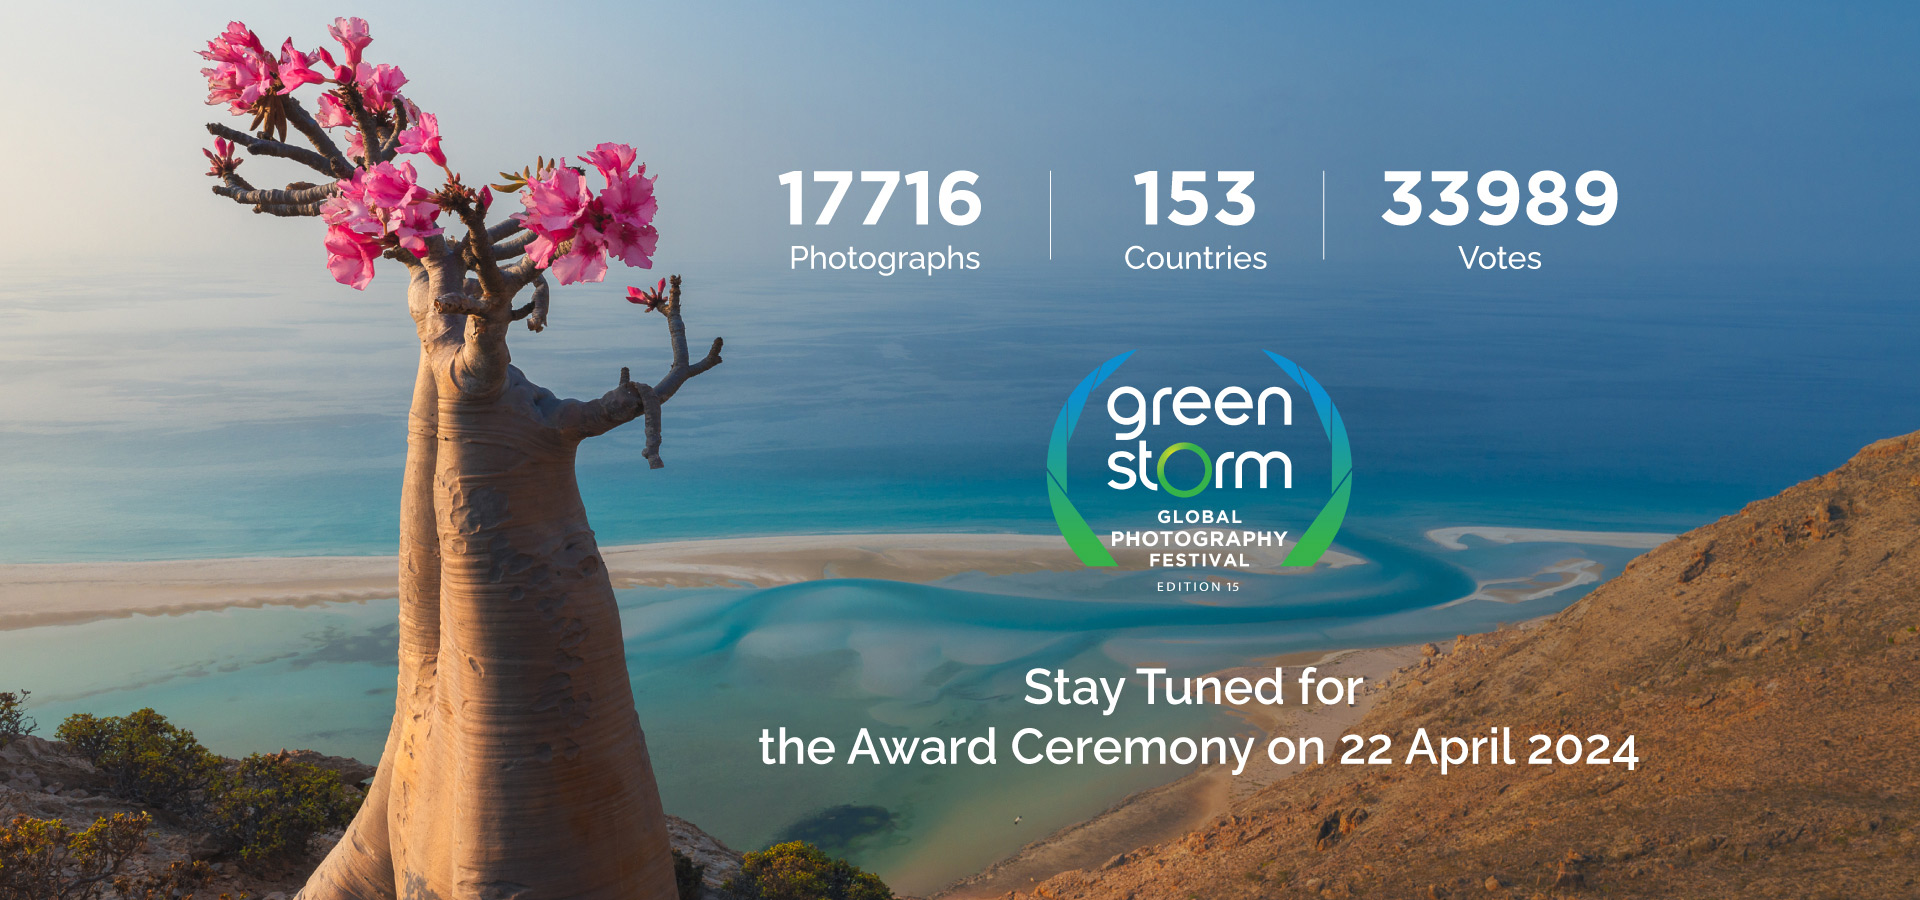 17716
Photographs
153
Countries
33989
Votes
green
storm
GLOBAL
PHOTOGRAPHY
FESTIVAL
EDITION 15
Stay Tuned for
the Award Ceremony on 22 April 2024